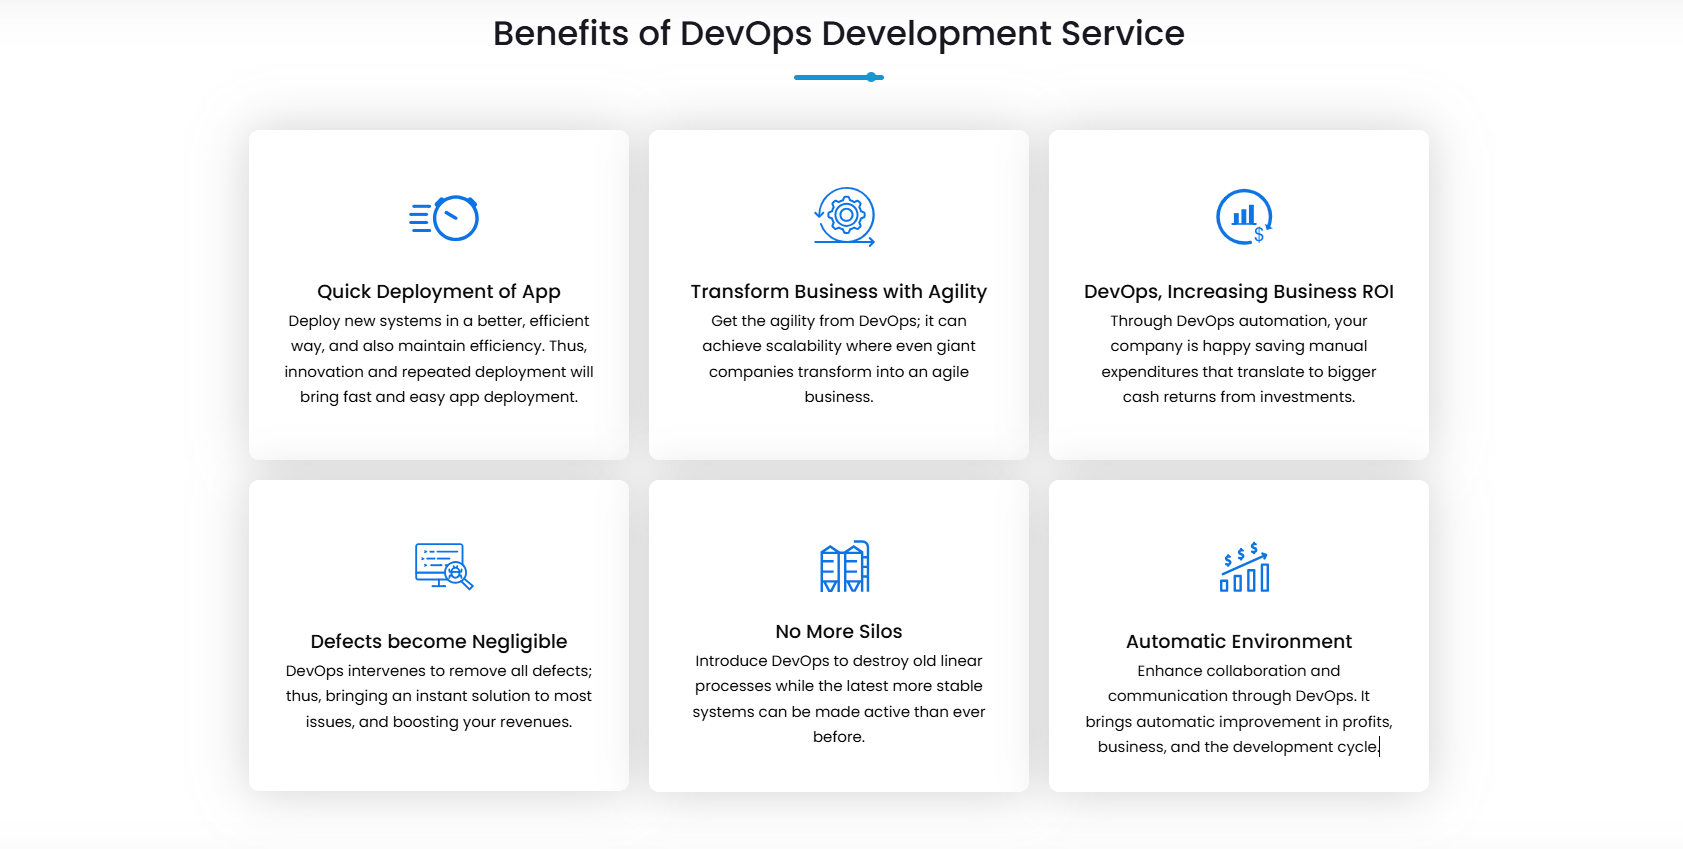 Benefits of DevOps Development Service
Quick Deployment of App
Deploy new systems in a better, efficient
way, and also maintain efficiency. Thus,
innovation and repeated deployment will
bring fast and easy app deployment.
Transform Business with Agility
Get the agility from DevOps; it can
achieve scalability where even giant
companies transform into an agile
business.
$
DevOps, Increasing Business ROI
Through DevOps automation, your
company is happy saving manual
expenditures that translate to bigger
cash returns from investments.
Defects become Negligible
DevOps intervenes to remove all defects;
thus, bringing an instant solution to most
issues, and boosting your revenues.
No More Silos
Introduce DevOps to destroy old linear
processes while the latest more stable
systems can be made active than ever
before.
$ $ $
Automatic Environment
Enhance collaboration and
communication through DevOps. It
brings automatic improvement in profits,
business, and the development cycle.